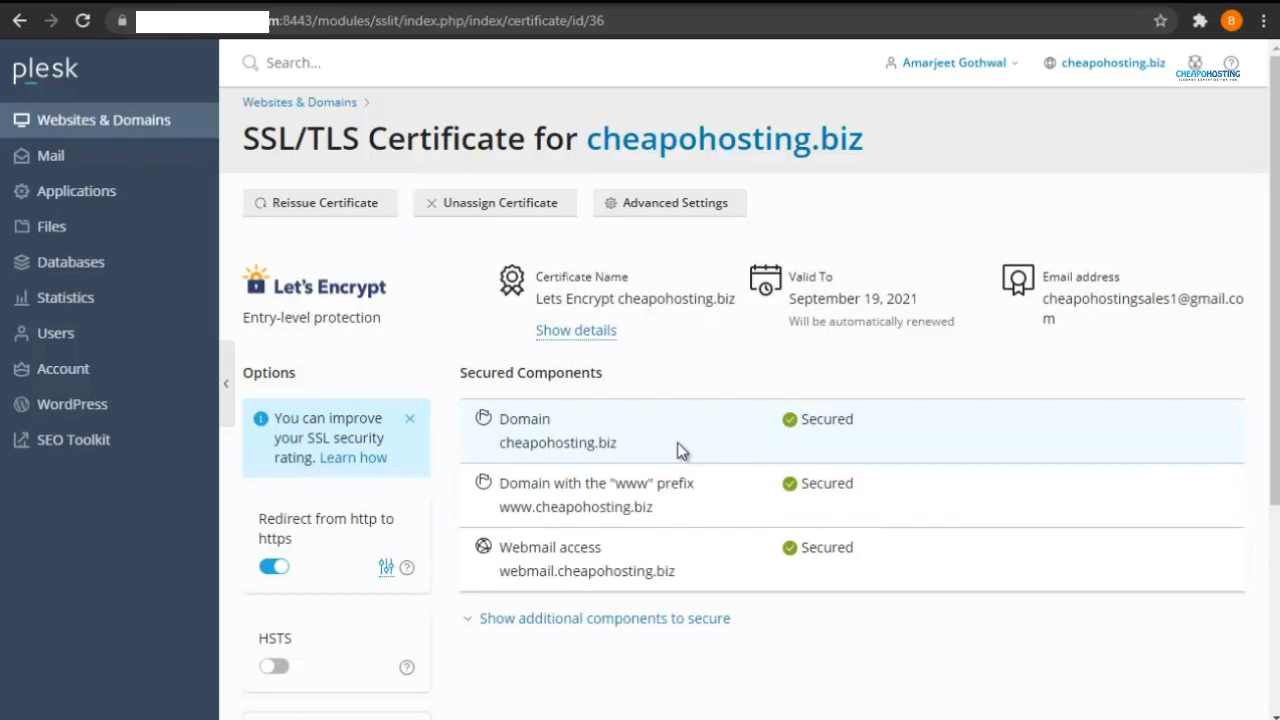 m:8443/modules/sslit/index.php/index/certificate/id/36
B
plesk
Search...
Amarjeet Gothwal
cheapohosting.biz
CHEAPOHOSTING
Websites & Domains
Mail
Applications
Files
Databases
Statistics
Users
Account
WordPress
SEO Toolkit
Websites & Domains
SSL/TLS Certificate for cheapohosting.biz
Reissue Certificate
Unassign Certificate
Advanced Settings
Let's Encrypt
Entry-level protection
Certificate Name
Lets Encrypt cheapohosting.biz
Show details
Valid To
September 19, 2021
Will be automatically renewed
Email address
cheapohostingsales1@gmail.co
m
Options
You can improve
your SSL security
rating. Learn how
Redirect from http to
https
HSTS
Secured Components
Domain
cheapohosting.biz
Secured
Domain with the "www" prefix
www.cheapohosting.biz
Secured
Webmail access
webmail.cheapohosting.biz
Secured
Show additional components to secure